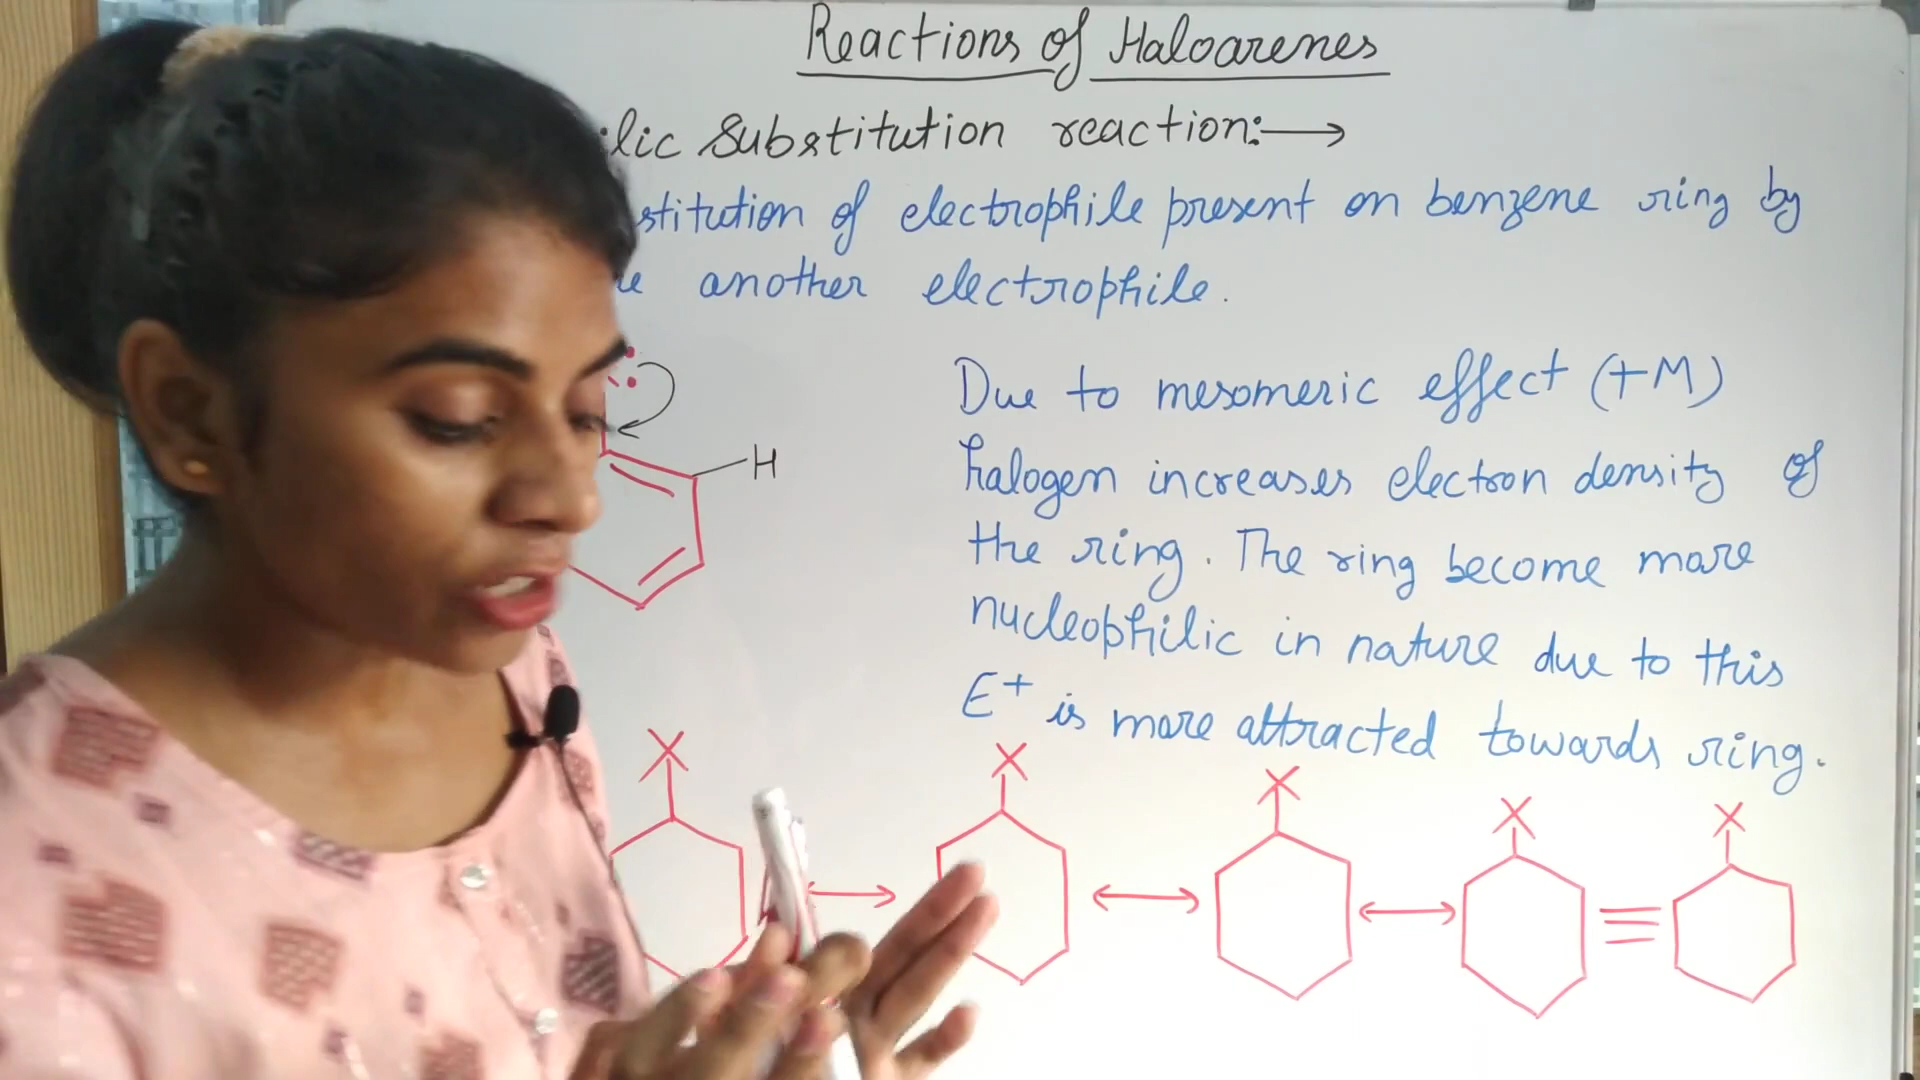 Reactions of Haloarenes
ilic Substitution reaction:→
stitution of electrophile present on benzene ring by
another electrophile.
Due to mesomeric effect (+M)
halogen increases electron density of
the ring. The ring become more
nucleophilic in nature due to this
E+ is more attracted towards ring.
H
X X X X X